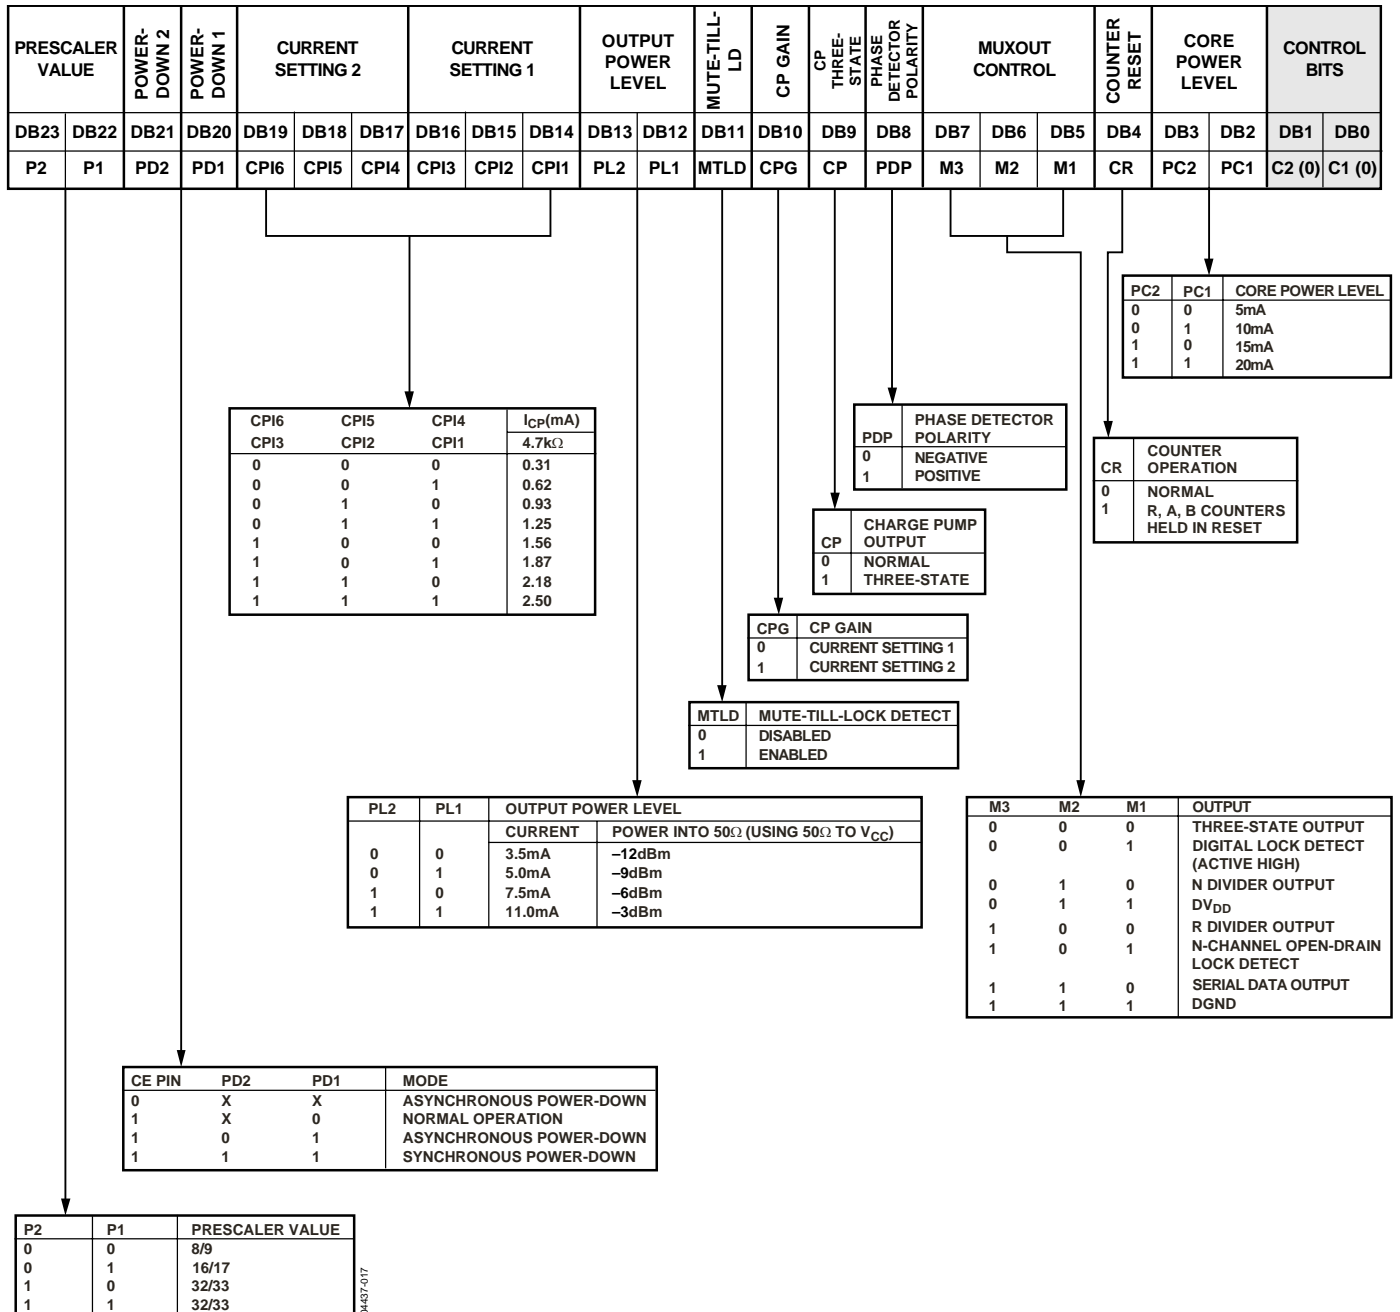 PRESCALER VALUE
POWER-DOWN 2
POWER-DOWN 1
CURRENT SETTING 2
CURRENT SETTING 1
OUTPUT POWER LEVEL
MUTE-TILL-LD
CP GAIN
CP THREE-STATE
PHASE DETECTOR POLARITY
MUXOUT CONTROL
COUNTER RESET
CORE POWER LEVEL
CONTROL BITS
DB23 DB22 DB21 DB20 DB19 DB18 DB17 DB16 DB15 DB14 DB13 DB12 DB11 DB10 DB9 DB8 DB7 DB6 DB5 DB4 DB3 DB2 DB1 DB0
P2 P1 PD2 PD1 CPI6 CPI5 CPI4 CPI3 CPI2 CPI1 PL2 PL1 MTLD CPG CP PDP M3 M2 M1 CR PC2 PC1 C2 (0) C1 (0)
PC2 PC1 CORE POWER LEVEL
0 0 5mA
0 1 10mA
1 0 15mA
1 1 20mA
CPI6 CPI5 CPI4 ICP(mA)
CPI3 CPI2 CPI1 4.7kΩ
0 0 0 0.31
0 0 1 0.62
0 1 0 0.93
0 1 1 1.25
1 0 0 1.56
1 0 1 1.87
1 1 0 2.18
1 1 1 2.50
PDP PHASE DETECTOR POLARITY
0 NEGATIVE
1 POSITIVE
CR COUNTER OPERATION
0 NORMAL
1 R, A, B COUNTERS
HELD IN RESET
CP CHARGE PUMP OUTPUT
0 NORMAL
1 THREE-STATE
CPG CP GAIN
0 CURRENT SETTING 1
1 CURRENT SETTING 2
MTLD MUTE-TILL-LOCK DETECT
0 DISABLED
1 ENABLED
PL2 PL1 OUTPUT POWER LEVEL
CURRENT POWER INTO 50Ω (USING 50Ω TO VCC)
0 0 3.5mA –12dBm
0 1 5.0mA –9dBm
1 0 7.5mA –6dBm
1 1 11.0mA –3dBm
M3 M2 M1 OUTPUT
0 0 0 THREE-STATE OUTPUT
0 0 1 DIGITAL LOCK DETECT
(ACTIVE HIGH)
0 1 0 N DIVIDER OUTPUT
0 1 1 DVDD
1 0 0 R DIVIDER OUTPUT
1 0 1 N-CHANNEL OPEN-DRAIN
LOCK DETECT
1 1 0 SERIAL DATA OUTPUT
1 1 1 DGND
CE PIN PD2 PD1 MODE
0 X X ASYNCHRONOUS POWER-DOWN
1 X 0 NORMAL OPERATION
1 0 1 ASYNCHRONOUS POWER-DOWN
1 1 1 SYNCHRONOUS POWER-DOWN
P2 P1 PRESCALER VALUE
0 0 8/9
0 1 16/17
1 0 32/33
1 1 32/33
04437-017